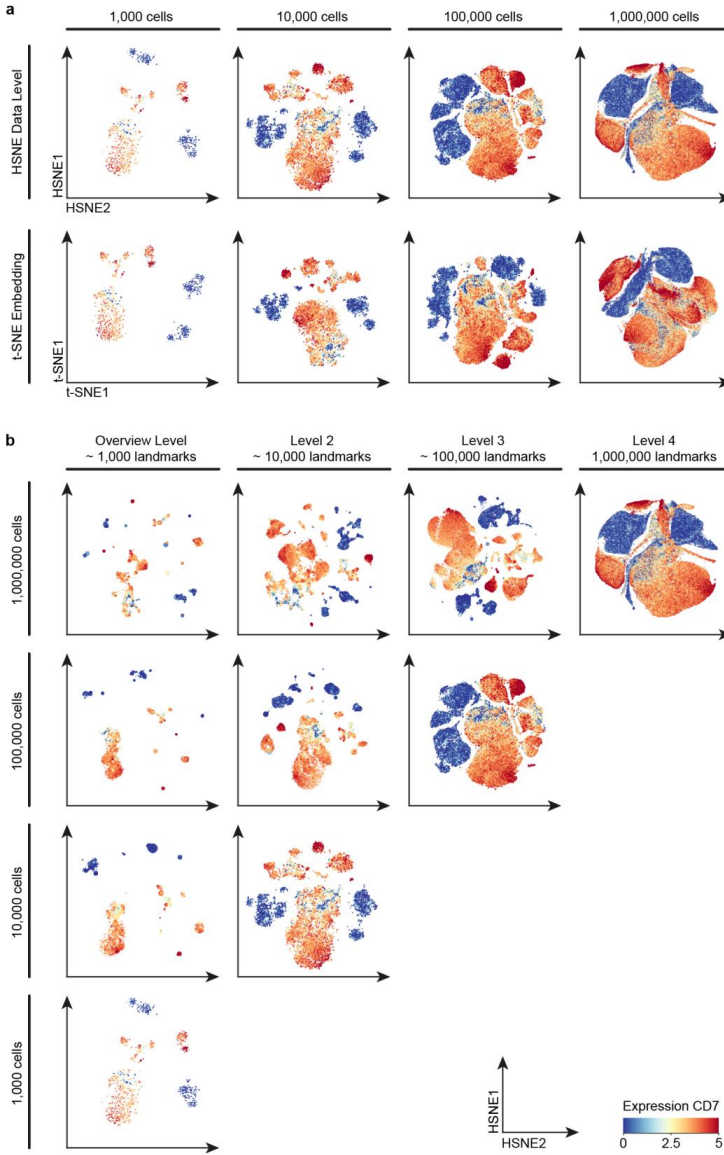 a
1,000 cells
10,000 cells
100,000 cells
1,000,000 cells
HSNE Data Level
HSNE1
HSNE2
t-SNE Embedding
t-SNE1
t-SNE1
b
Overview Level
~ 1,000 landmarks
Level 2
~ 10,000 landmarks
Level 3
~ 100,000 landmarks
Level 4
1,000,000 landmarks
1,000,000 cells
100,000 cells
10,000 cells
1,000 cells
HSNE1
HSNE2
Expression CD7
0 2.5 5